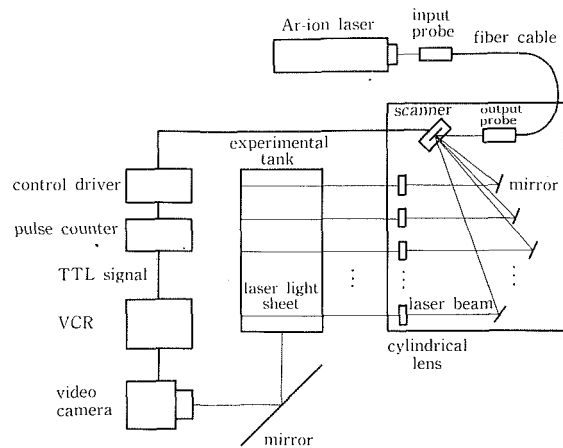 Ar-ion laser
input
probe
fiber cable
scanner
output
probe
experimental
tank
control driver
mirror
pulse counter
TTL signal
laser light
sheet
laser beam
VCR
cylindrical
lens
video
camera
mirror